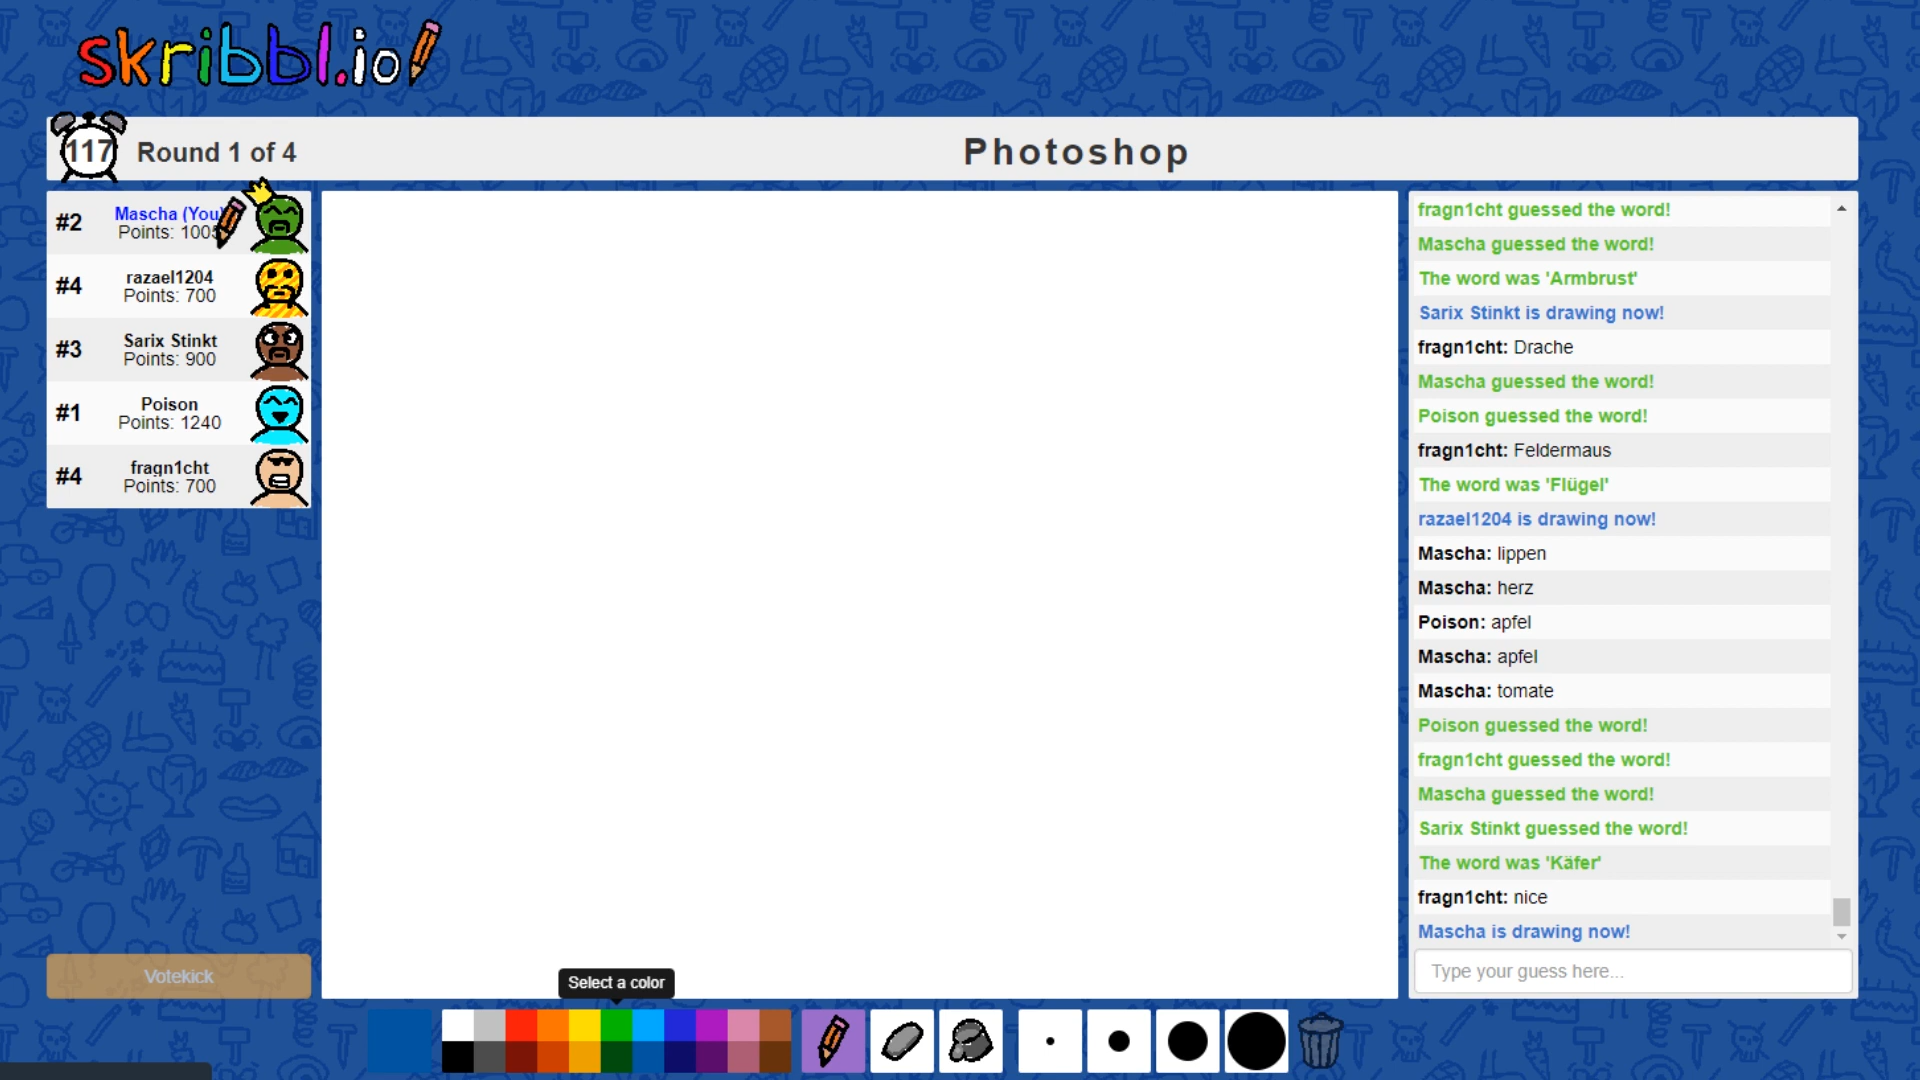 skribbl.io
117
Round 1 of 4
Photoshop
#2
Mascha (You)
Points: 1005
#4
razael1204
Points: 700
#3
Sarix Stinkt
Points: 900
#1
Poison
Points: 1240
#4
fragn1cht
Points: 700
Votekick
fragn1cht guessed the word!
Mascha guessed the word!
The word was 'Armbrust'
Sarix Stinkt is drawing now!
fragn1cht: Drache
Mascha guessed the word!
Poison guessed the word!
fragn1cht: Feldermaus
The word was 'Flügel'
razael1204 is drawing now!
Mascha: lippen
Mascha: herz
Poison: apfel
Mascha: apfel
Mascha: tomate
Poison guessed the word!
fragn1cht guessed the word!
Mascha guessed the word!
Sarix Stinkt guessed the word!
The word was 'Käfer'
fragn1cht: nice
Mascha is drawing now!
Type your guess here...
Select a color